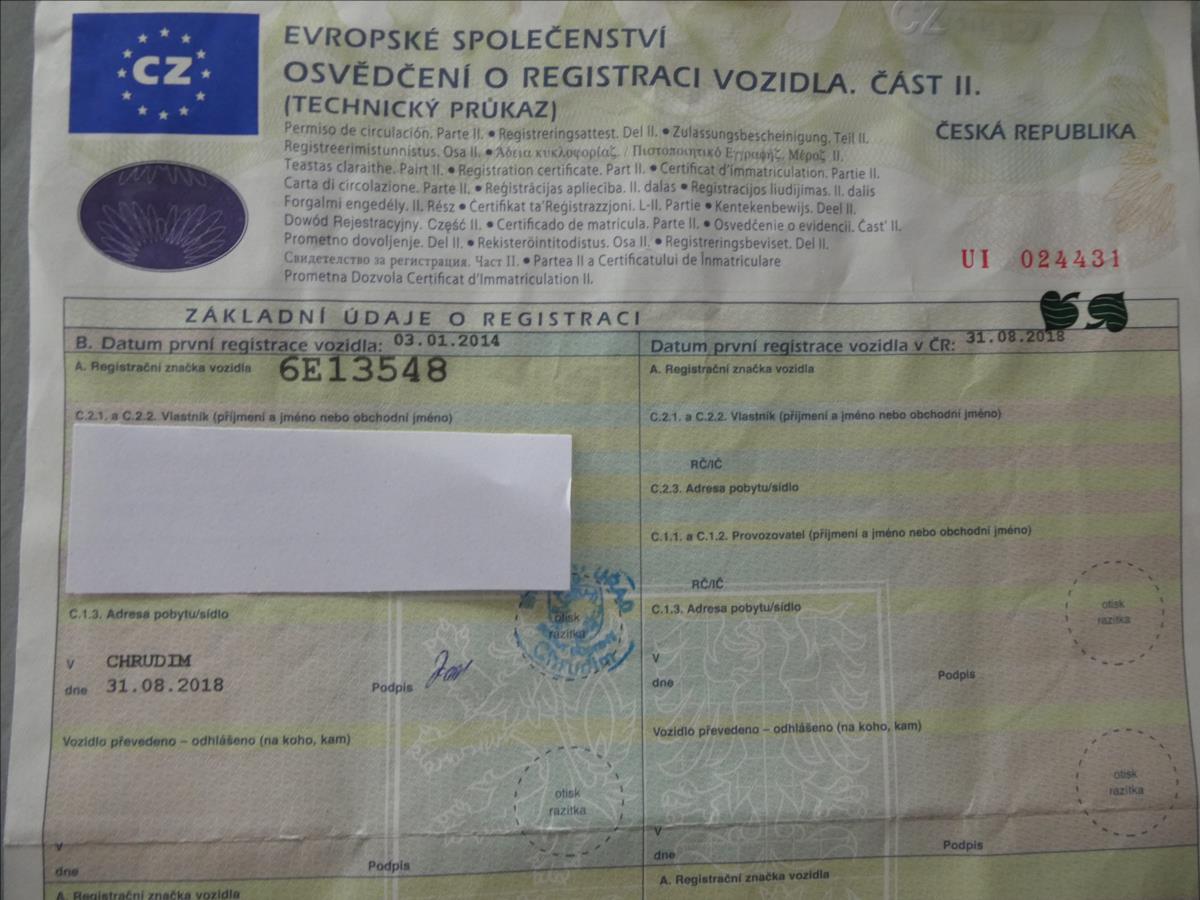 CZ
EVROPSKÉ SPOLEČENSTVÍ
OSVĚDČENÍ O REGISTRACI VOZIDLA. ČÁST II.
(TECHNICKÝ PRŮKAZ)
ČESKÁ REPUBLIKA
Permiso de circulación. Parte II. • Registreringsattest. Del II. • Zulassungsbescheinigung. Teil II.
Registreerimistunnistus. Osa II. • Άδεια κυκλοφορίαζ. / Πιστοποιητικό Εγγραφήζ. Μέροζ II.
Teastas claraithe. Pairt II. • Registration certificate. Part II. • Certificat d'Immatriculation. Partie II.
Carta di circolazione. Parte II. • Reģistrācijas apliecība. II. dalas • Registracijos liudijimas. II. dalis
Forgalmi engedély. II. Rész • Ċertifikat ta'Reġistrazzjoni. L-II. Partie • Kentekenbewijs. Deel II.
Dowód Rejestracyjny. Część II. • Certificado de matrícula. Parte II. • Osvedčenie o evidencii. Časť II.
Prometno dovoljenje. Del II. • Rekisteröintitodistus. Osa II. • Registreringsbeviset. Del II.
Свидетелство за регистрация. Част II. • Partea II a Certificatului de Înmatriculare
Prometna Dozvola Certificat d'Immatriculation II.
UI 024431
ZÁKLADNÍ ÚDAJE O REGISTRACI
B. Datum první registrace vozidla: 03.01.2014
A. Registrační značka vozidla 6E13548
C.2.1. a C.2.2. Vlastník (příjmení a jméno nebo obchodní jméno)
C.1.3. Adresa pobytu/sídlo
otisk
razítka
Chrudim
V CHRUDIM
dne 31.08.2018
Podpis
Vozidlo převedeno – odhlášeno (na koho, kam)
otisk
razítka
V
dne
Podpis
A. Registrační značka vozidla
Datum první registrace vozidla v ČR: 31.08.2018
A. Registrační značka vozidla
C.2.1. a C.2.2. Vlastník (příjmení a jméno nebo obchodní jméno)
RČ/IČ
C.2.3. Adresa pobytu/sídlo
C.1.1. a C.1.2. Provozovatel (příjmení a jméno nebo obchodní jméno)
RČ/IČ
C.1.3. Adresa pobytu/sídlo
otisk
razítka
V
dne
Podpis
Vozidlo převedeno – odhlášeno (na koho, kam)
otisk
razítka
V
dne
Podpis
A. Registrační značka vozidla